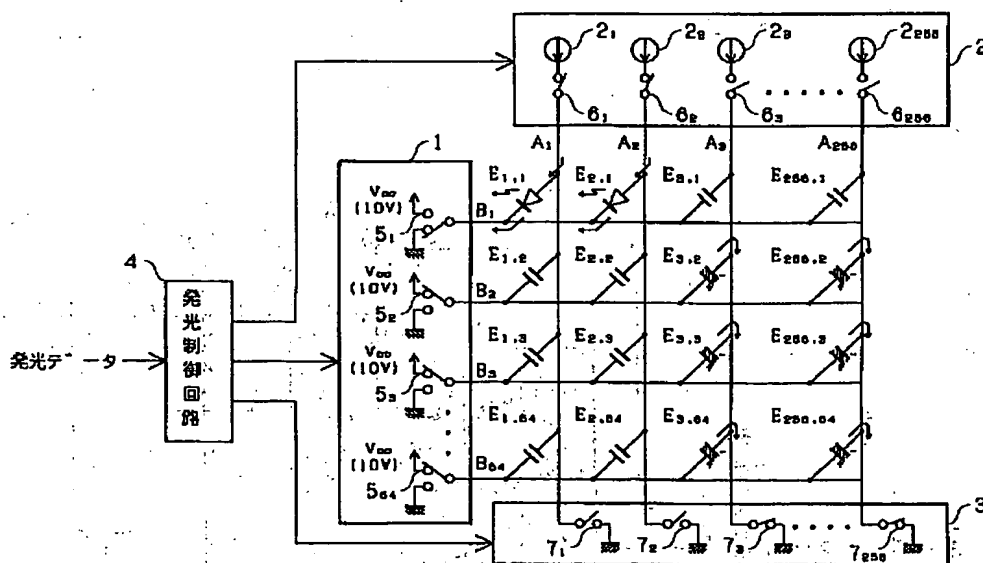 2₁ 2₂ 2₃ 2₂₅₆
2
6₁ 6₂ 6₃ 6₂₅₆
A₁ A₂ A₃ A₂₅₆
1
E₁.₁ E₂.₁ E₃.₁ E₂₅₆.₁
Vcc
(10V)
5₁
B₁
4
E₁.₂ E₂.₂ E₃.₂ E₂₅₆.₂
Vcc
(10V)
5₂
B₂
発光制御回路
発光データ
E₁.₃ E₂.₃ E₃.₃ E₂₅₆.₃
Vcc
(10V)
5₃
B₃
E₁.₆₄ E₂.₆₄ E₃.₆₄ E₂₅₆.₆₄
Vcc
(10V)
5₆₄
B₆₄
3
7₁ 7₂ 7₃ 7₂₅₆